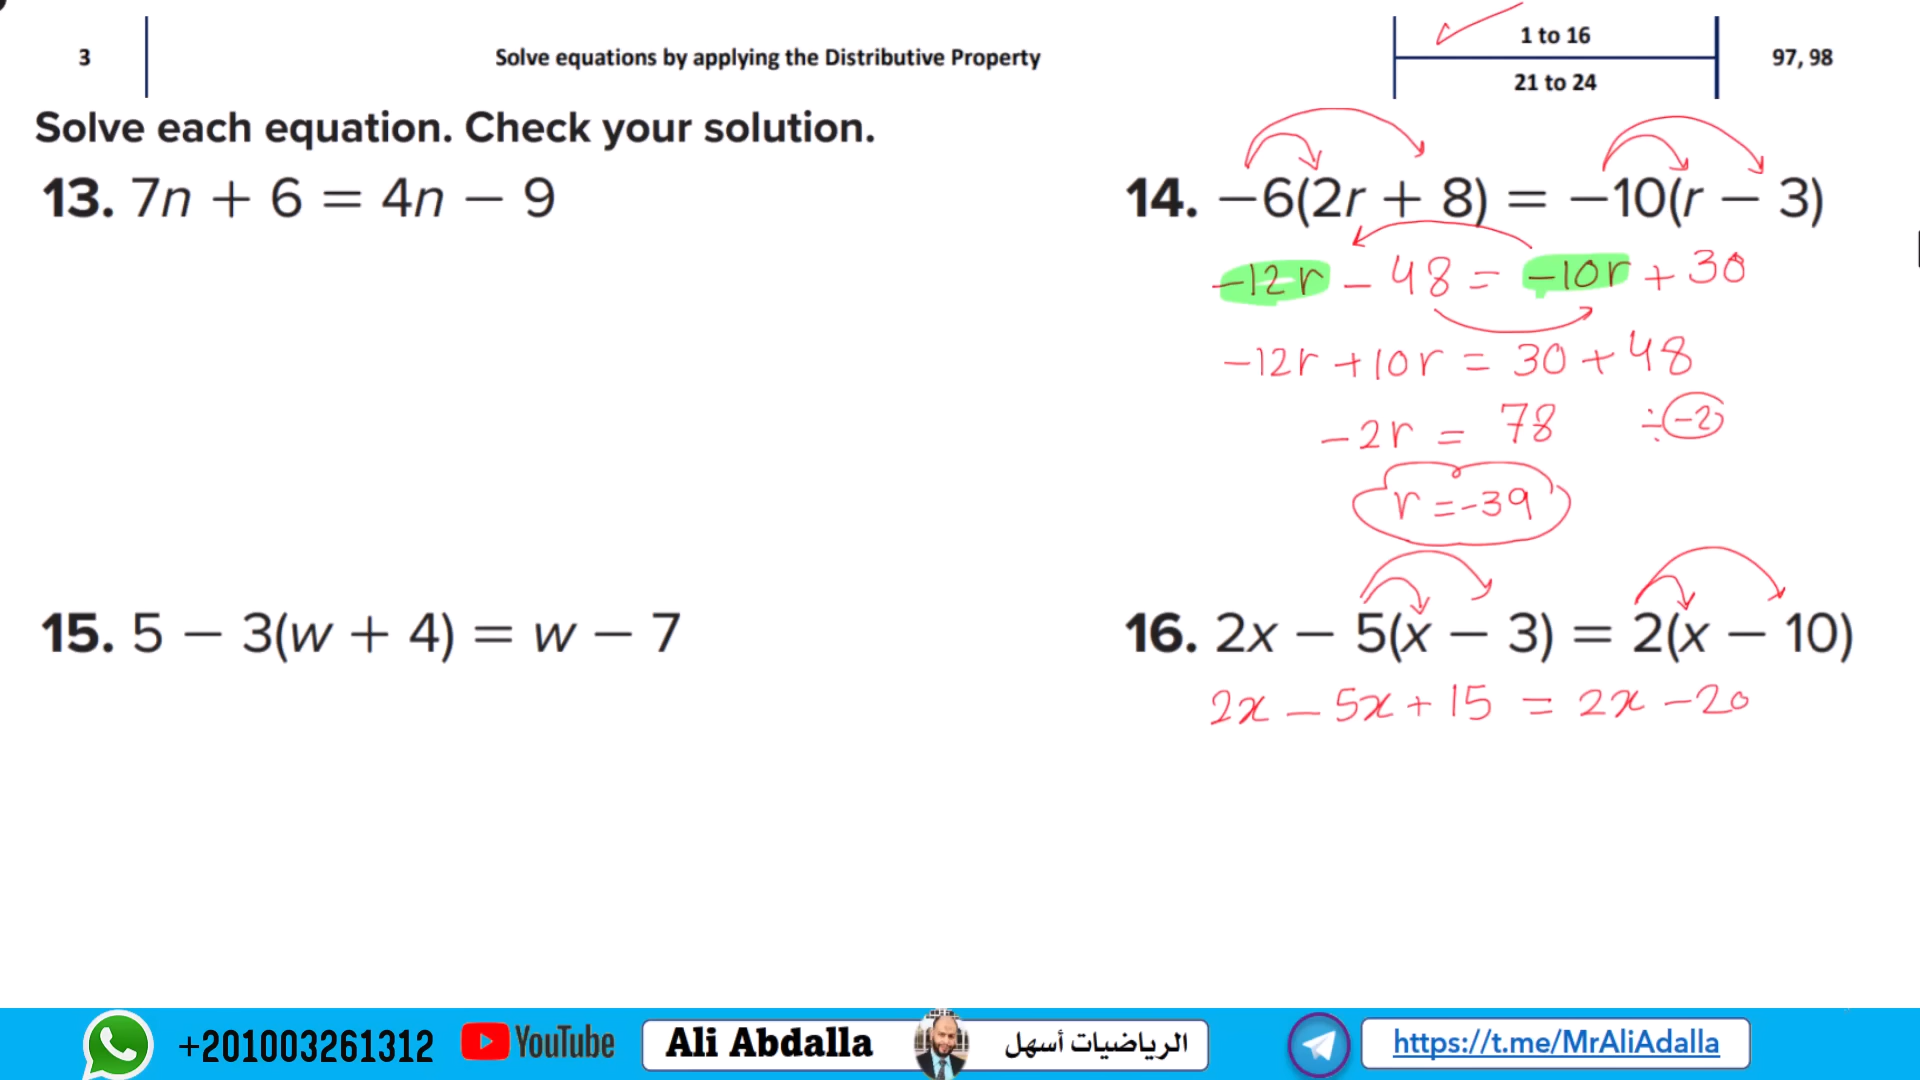 3 Solve equations by applying the Distributive Property 1 to 16 97, 98
21 to 24
Solve each equation. Check your solution.
13. 7n + 6 = 4n − 9
14. −6(2r + 8) = −10(r − 3)
-12r - 48 = -10r + 30
-12r + 10r = 30 + 48
-2r = 78 ÷ -2
r = -39
15. 5 − 3(w + 4) = w − 7
16. 2x − 5(x − 3) = 2(x − 10)
2x - 5x + 15 = 2x - 20
+201003261312 YouTube Ali Abdalla الرياضيات أسهل https://t.me/MrAliAdalla